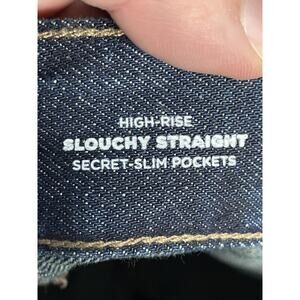 HIGH-RISE
SLOUCHY STRAIGHT
SECRET-SLIM POCKETS